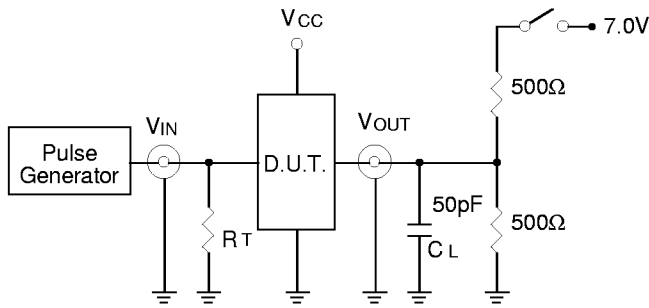 VCC
7.0V
500Ω
VIN
VOUT
Pulse
Generator
D.U.T.
50pF
500Ω
RT
CL